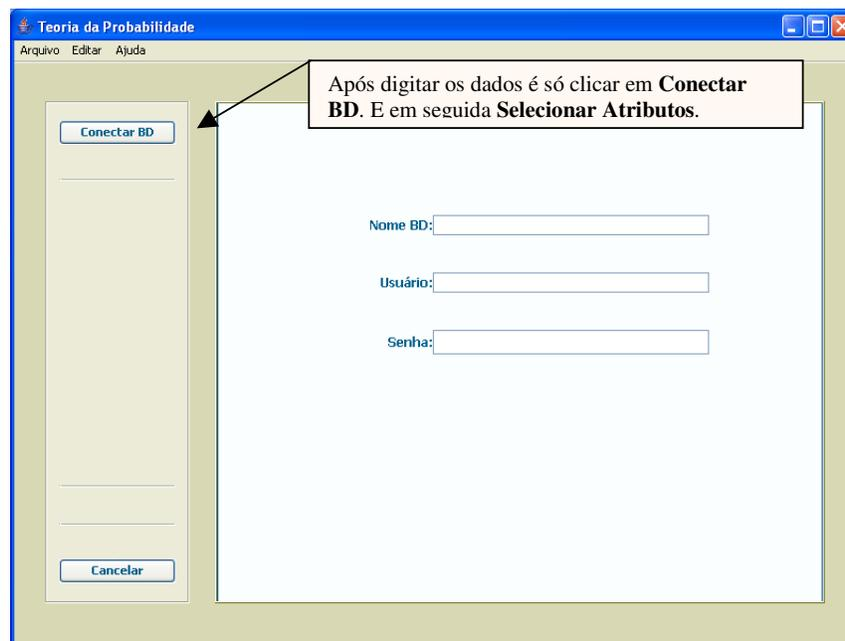 Teoria da Probabilidade
Arquivo Editar Ajuda
Após digitar os dados é só clicar em Conectar
BD. E em seguida Selecionar Atributos.
Conectar BD
Nome BD:
Usuário:
Senha:
Cancelar